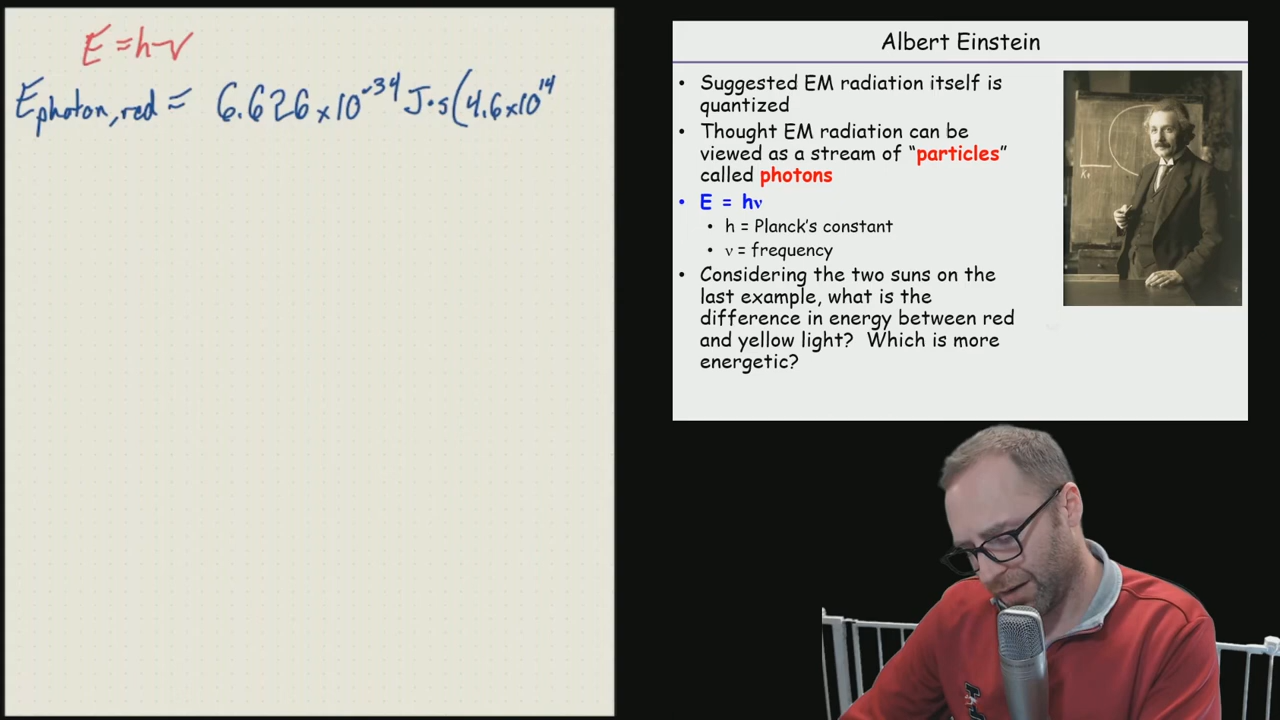 E = hν
E photon, red = 6.626 x 10^-34 J·s (4.6 x 10^14
Albert Einstein
• Suggested EM radiation itself is
quantized
• Thought EM radiation can be
viewed as a stream of “particles”
called photons
• E = hν
• h = Planck’s constant
• ν = frequency
• Considering the two suns on the
last example, what is the
difference in energy between red
and yellow light? Which is more
energetic?